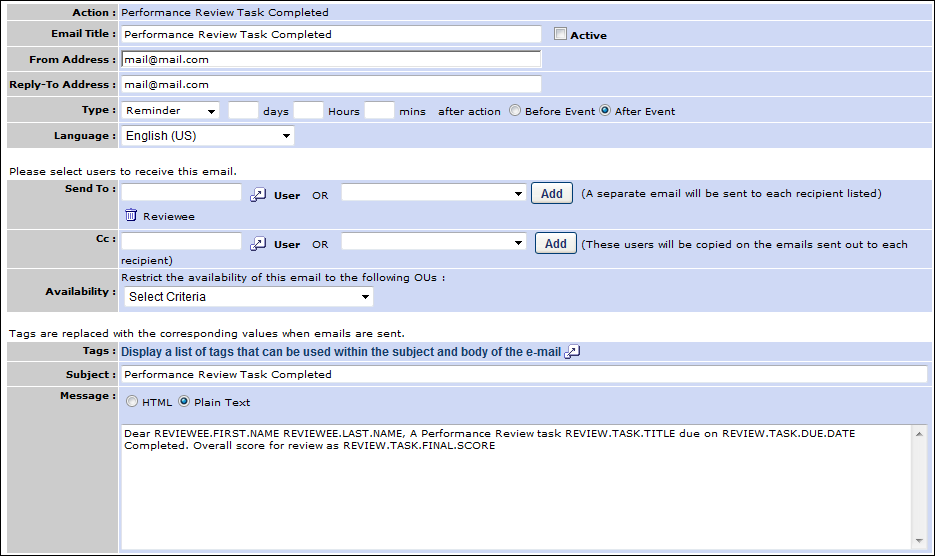 Action : Performance Review Task Completed
Email Title : Performance Review Task Completed Active
From Address : mail@mail.com
Reply-To Address : mail@mail.com
Type : Reminder days Hours mins after action Before Event After Event
Language : English (US)
Please select users to receive this email.
Send To : User OR Add (A separate email will be sent to each recipient listed)
Reviewee
Cc : User OR Add (These users will be copied on the emails sent out to each
recipient)
Restrict the availability of this email to the following OUs :
Availability : Select Criteria
Tags are replaced with the corresponding values when emails are sent.
Tags : Display a list of tags that can be used within the subject and body of the e-mail
Subject : Performance Review Task Completed
Message : HTML Plain Text
Dear REVIEWEE.FIRST.NAME REVIEWEE.LAST.NAME, A Performance Review task REVIEW.TASK.TITLE due on REVIEW.TASK.DUE.DATE
Completed. Overall score for review as REVIEW.TASK.FINAL.SCORE